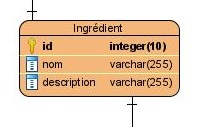 Ingrédient
id integer(10)
nom varchar(255)
description varchar(255)